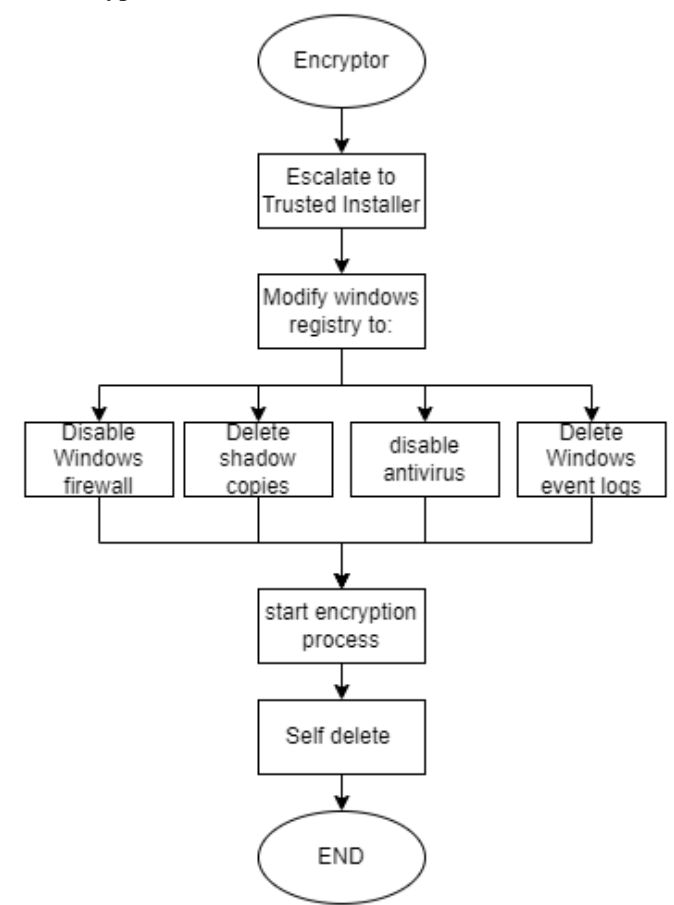 Encryptor
Escalate to
Trusted Installer
Modify windows
registry to:
Disable
Windows
firewall
Delete
shadow
copies
disable
antivirus
Delete
Windows
event logs
start encryption
process
Self delete
END